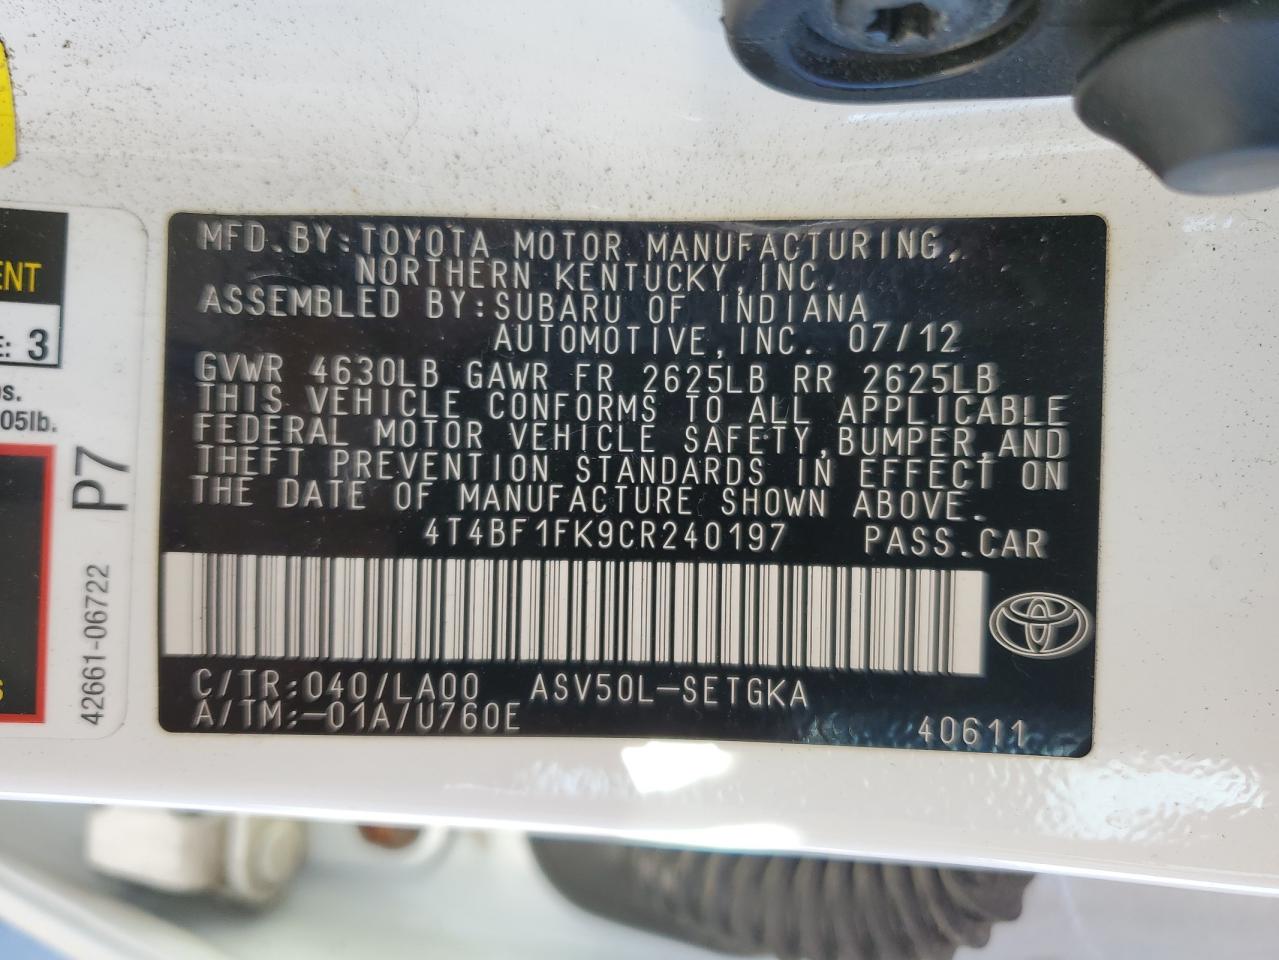 MFD.BY:TOYOTA MOTOR MANUFACTURING,
NORTHERN KENTUCKY,INC.
ASSEMBLED BY:SUBARU OF INDIANA
AUTOMOTIVE,INC. 07/12
GVWR 4630LB GAWR FR 2625LB RR 2625LB
THIS VEHICLE CONFORMS TO ALL APPLICABLE
FEDERAL MOTOR VEHICLE SAFETY,BUMPER,AND
THEFT PREVENTION STANDARDS IN EFFECT ON
THE DATE OF MANUFACTURE SHOWN ABOVE.
4T4BF1FK9CR240197 PASS.CAR
C/TR:040/LA00 ASV50L-SETGKA
A/TM:-01A/U760E
40611
ENT
E: 3
os.
05lb.
P7
42661-06722
S